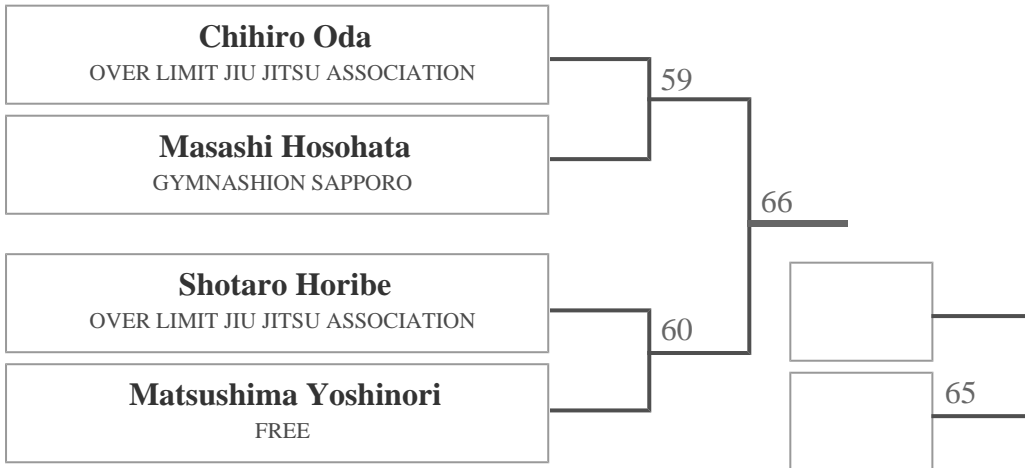 Chihiro Oda
OVER LIMIT JIU JITSU ASSOCIATION
59
Masashi Hosohata
GYMNASHION SAPPORO
66
Shotaro Horibe
OVER LIMIT JIU JITSU ASSOCIATION
60
Matsushima Yoshinori
FREE
65